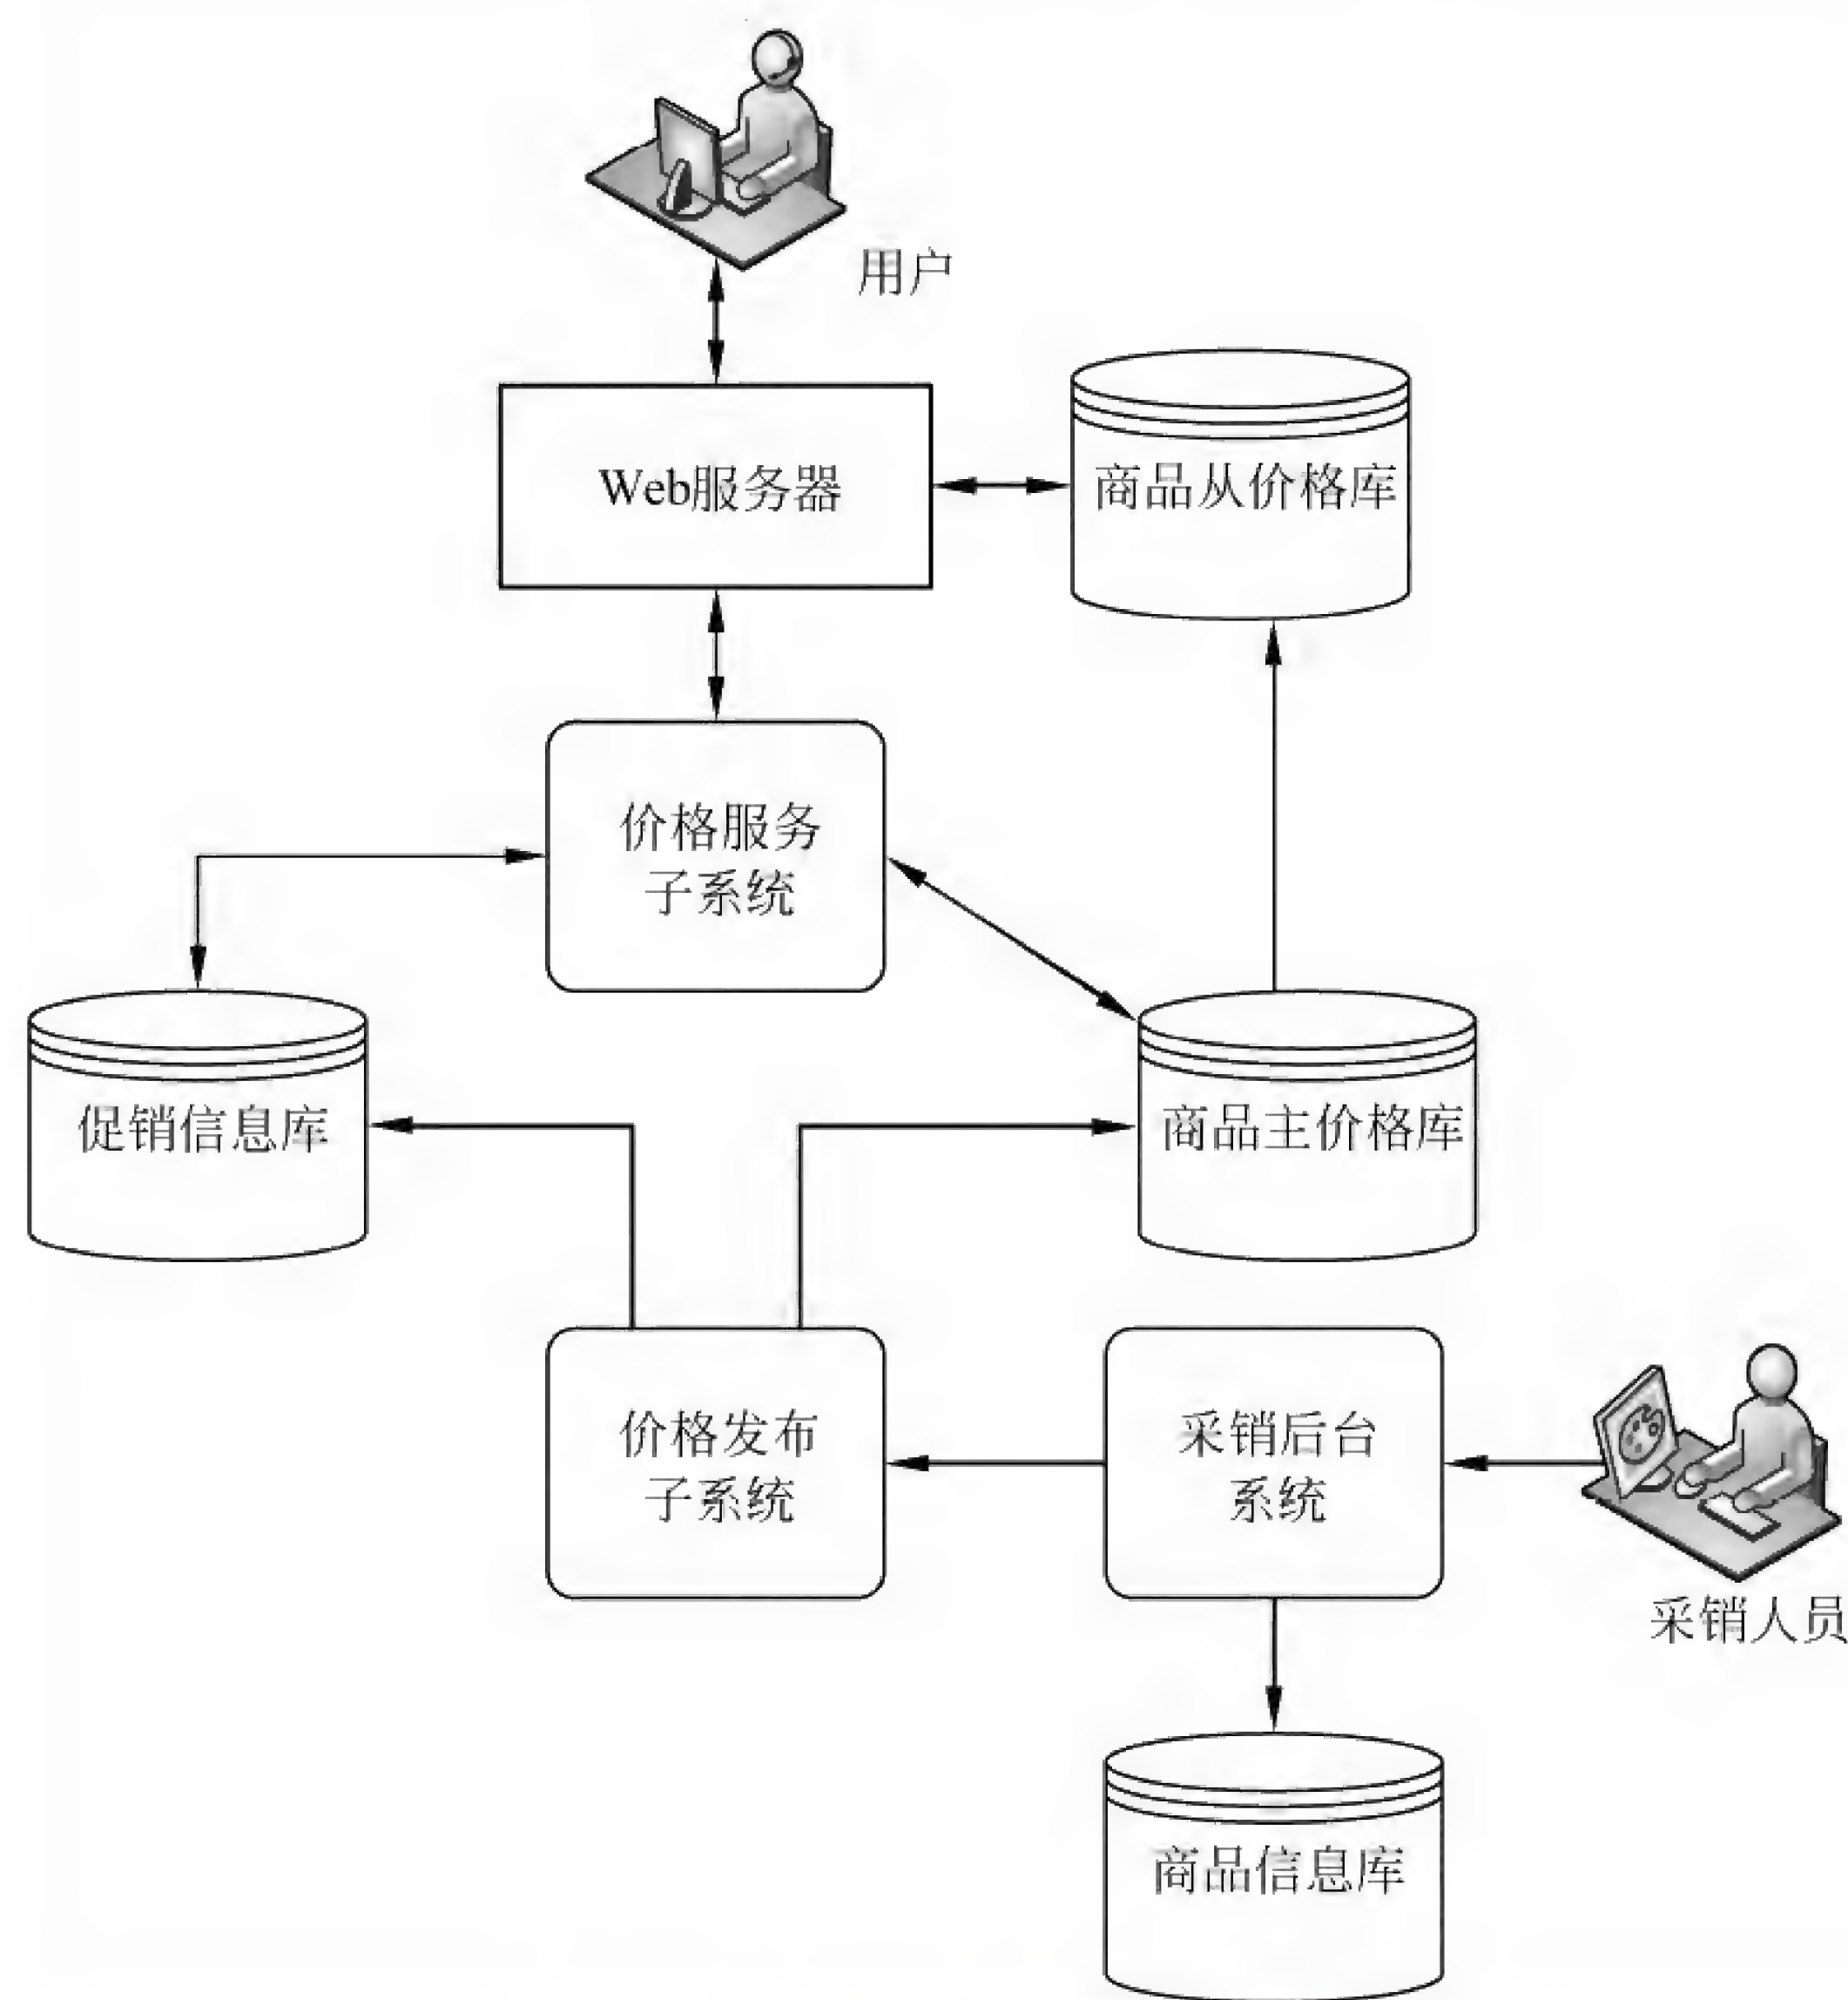 用户
Web服务器
商品从价格库
价格服务
子系统
促销信息库
商品主价格库
价格发布
子系统
采销后台
系统
采销人员
商品信息库